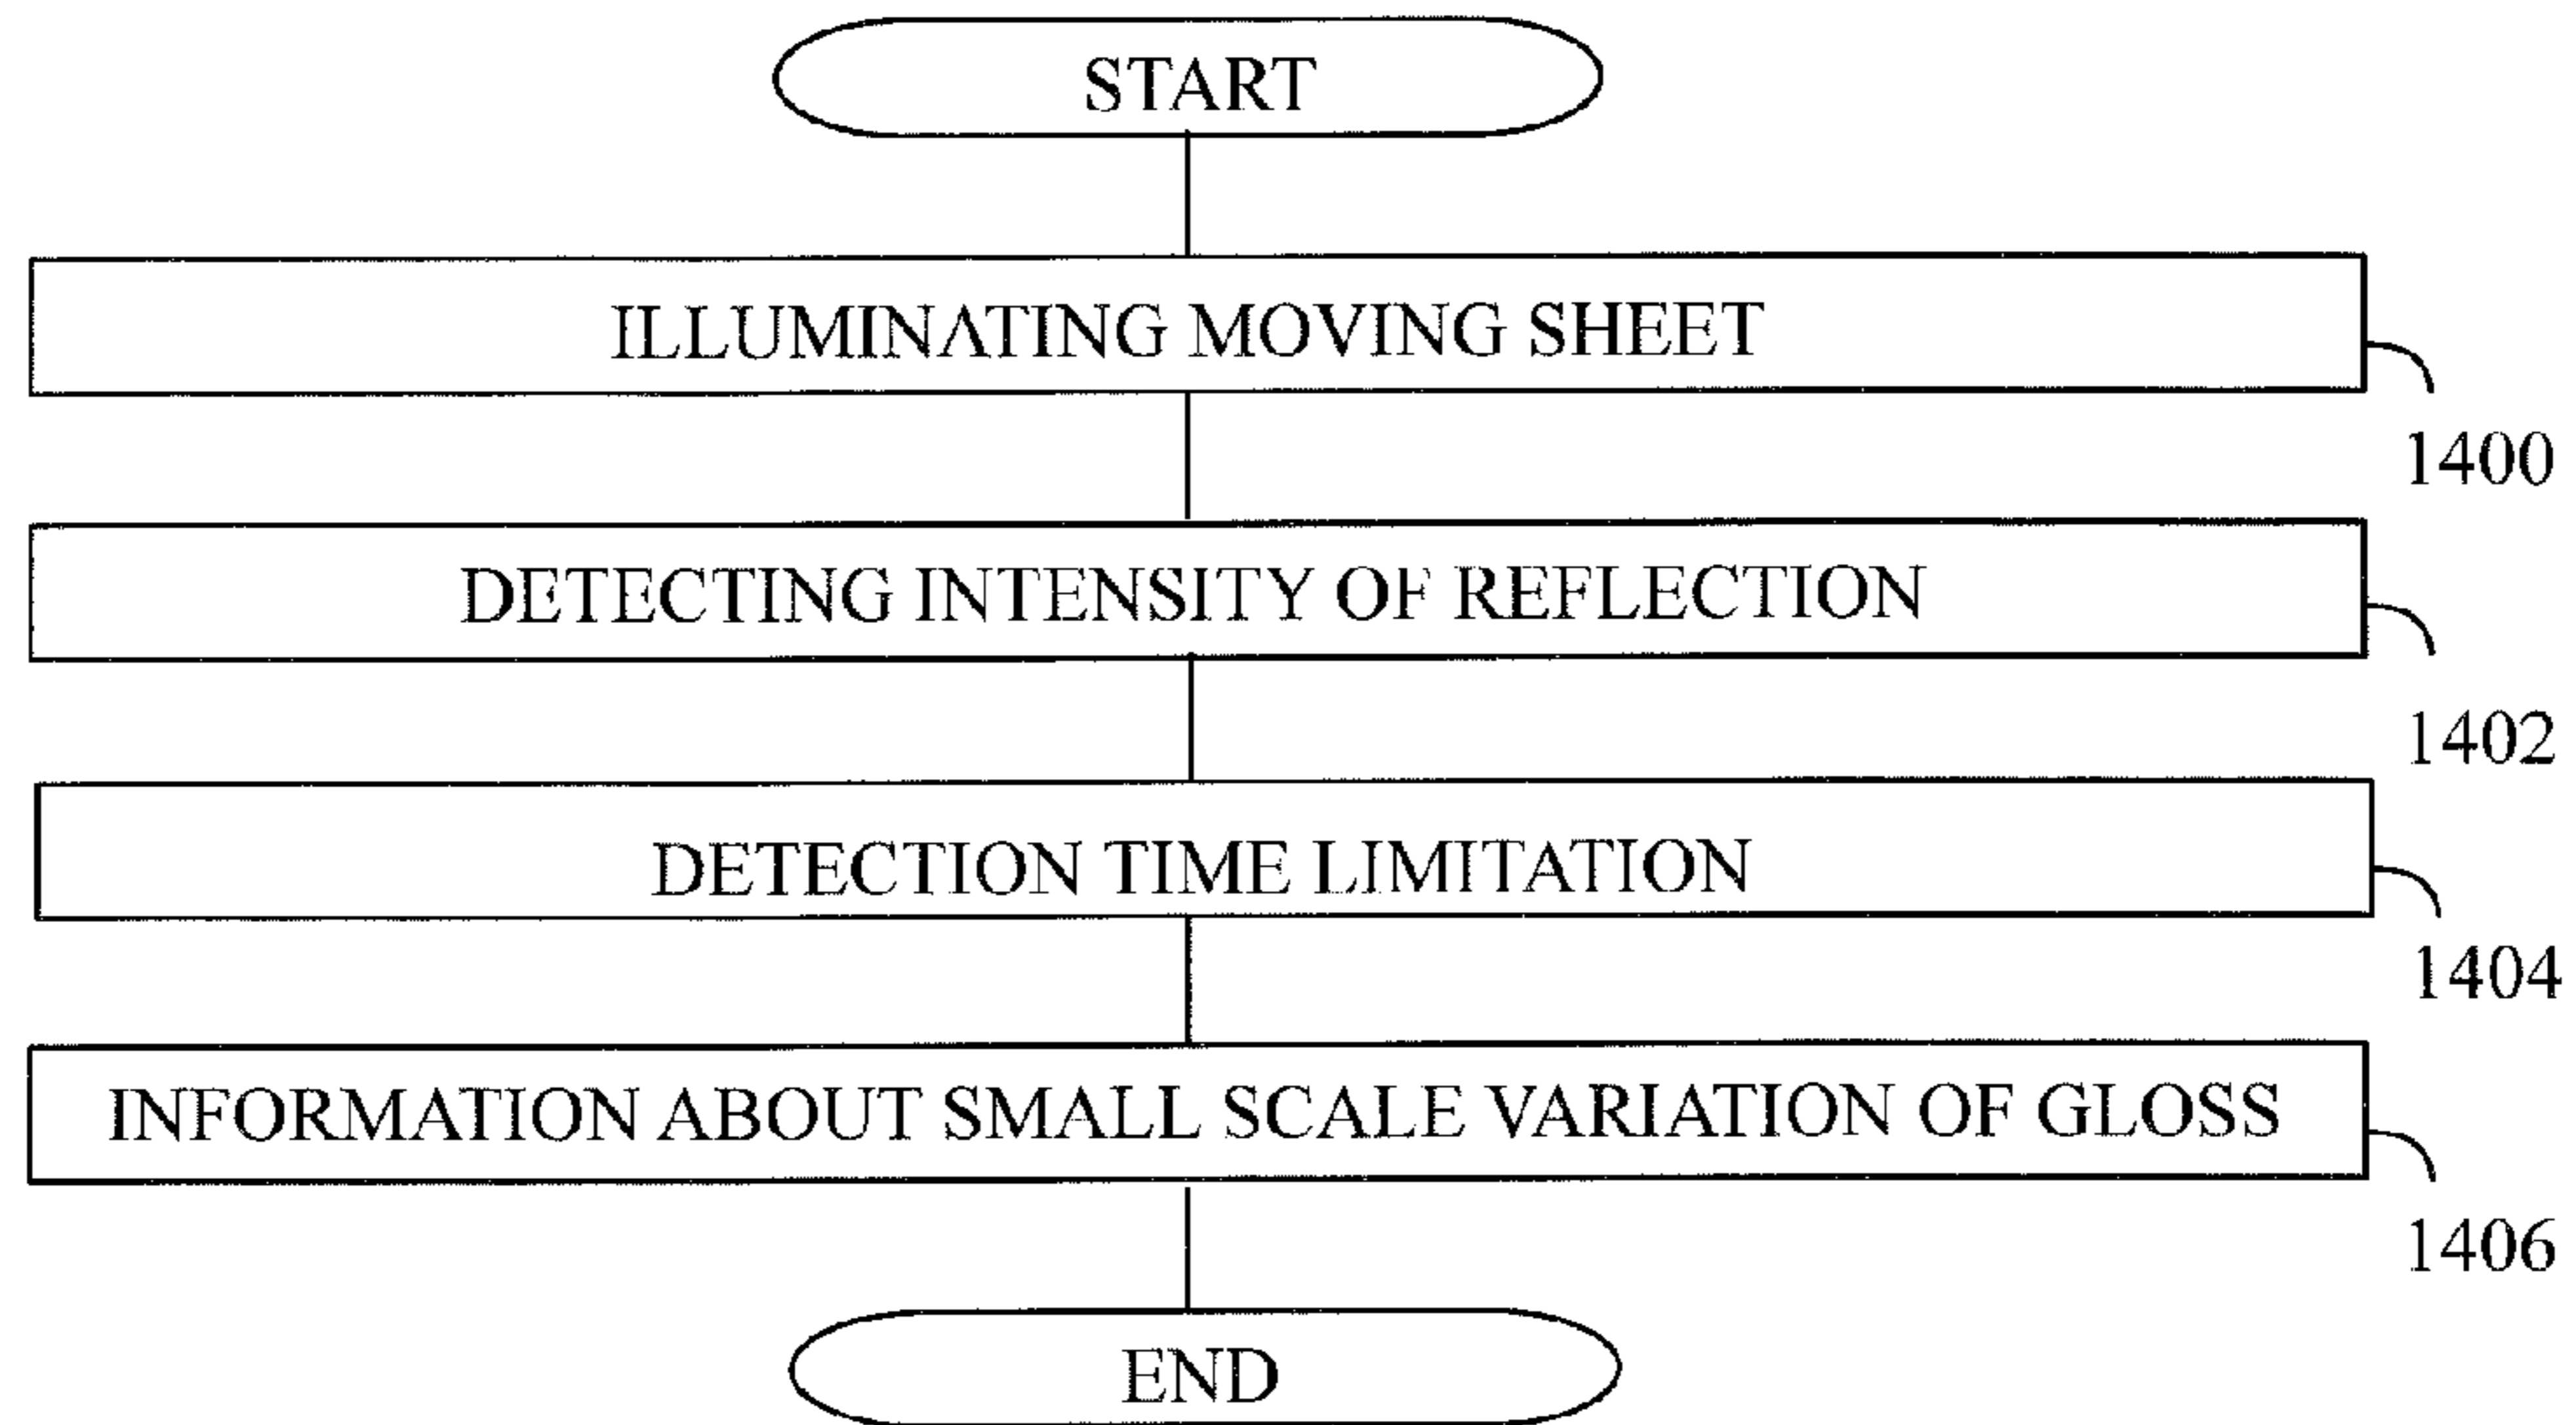 START
ILLUMINATING MOVING SHEET
1400
DETECTING INTENSITY OF REFLECTION
1402
DETECTION TIME LIMITATION
1404
INFORMATION ABOUT SMALL SCALE VARIATION OF GLOSS
1406
END